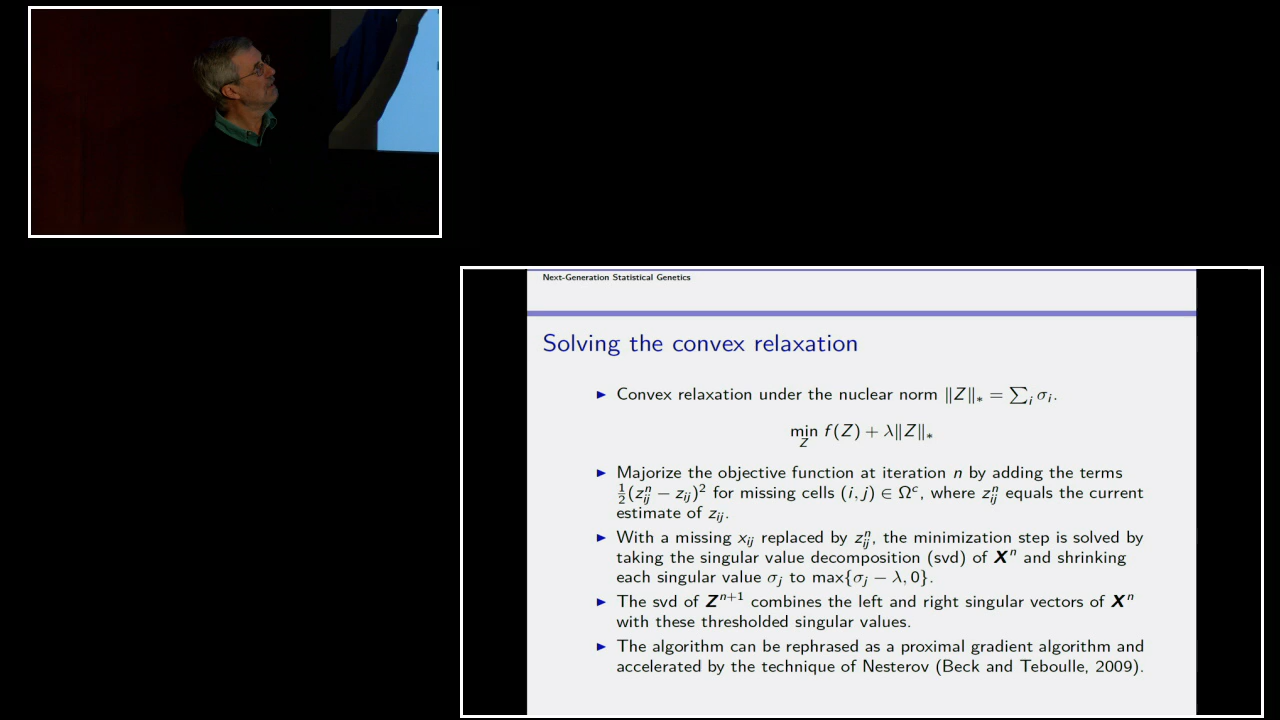 Next-Generation Statistical Genetics
Solving the convex relaxation
► Convex relaxation under the nuclear norm ‖Z‖* = ∑ᵢ σᵢ.
min_Z f(Z) + λ‖Z‖*
► Majorize the objective function at iteration n by adding the terms
½(zⁿᵢⱼ − zᵢⱼ)² for missing cells (i, j) ∈ Ωᶜ, where zⁿᵢⱼ equals the current
estimate of zᵢⱼ.
► With a missing xᵢⱼ replaced by zⁿᵢⱼ, the minimization step is solved by
taking the singular value decomposition (svd) of Xⁿ and shrinking
each singular value σⱼ to max{σⱼ − λ, 0}.
► The svd of Zⁿ⁺¹ combines the left and right singular vectors of Xⁿ
with these thresholded singular values.
► The algorithm can be rephrased as a proximal gradient algorithm and
accelerated by the technique of Nesterov (Beck and Teboulle, 2009).